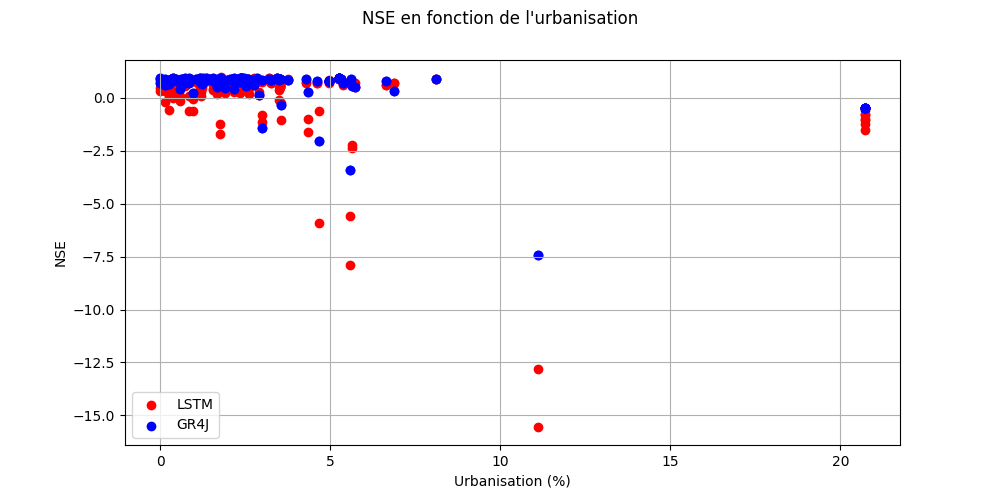 NSE en fonction de l'urbanisation
0.0
−2.5
−5.0
−7.5
−10.0
−12.5
−15.0
NSE
LSTM
GR4J
0
5
10
15
20
Urbanisation (%)